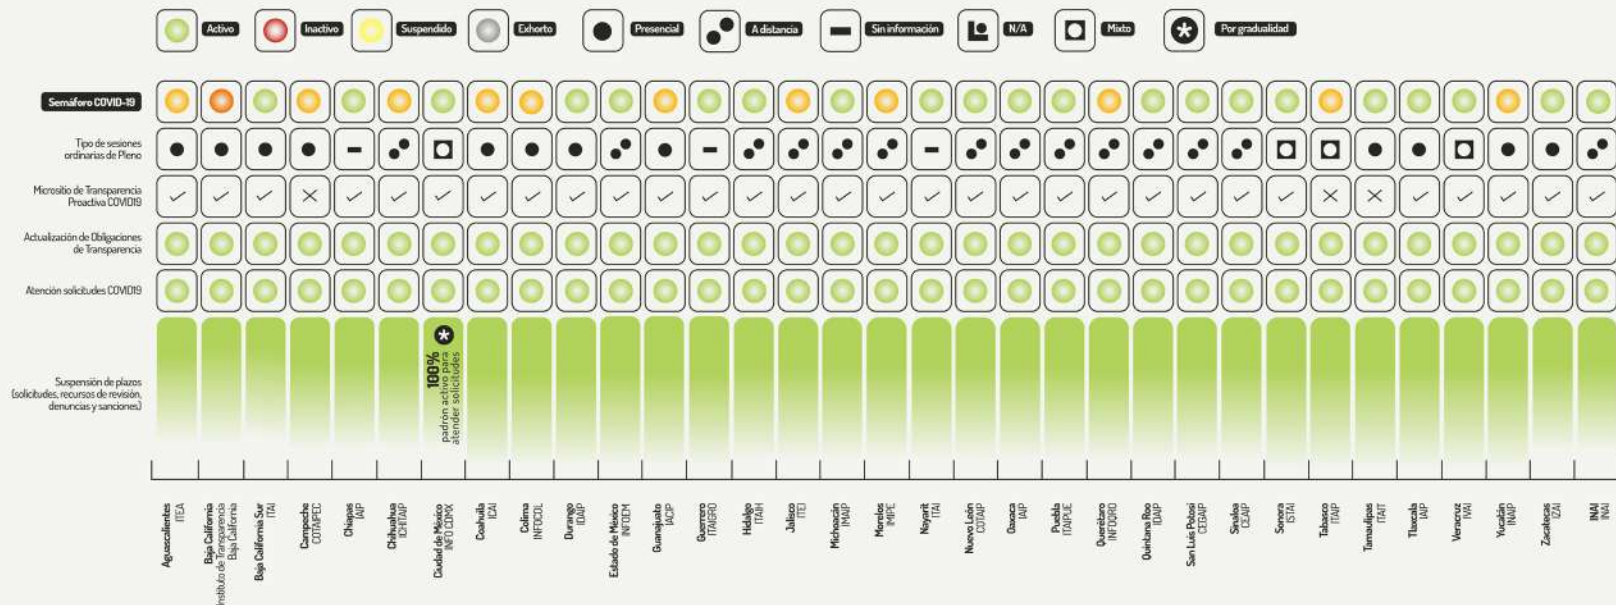 Activo
Inactivo
Suspendido
Exhorto
Presencial
A distancia
Sin información
N/A
Mixto
Por gradualidad
Semáforo COVID-19
Tipo de sesiones
ordinarias de Pleno
Micrositio de Transparencia
Proactiva COVID19
Actualización de Obligaciones
de Transparencia
Atención solicitudes COVID19
Suspensión de plazos
(solicitudes, recursos de revisión,
denuncias y sanciones)
100%
padrón activo para
atender solicitudes
Aguascalientes
ITEA
Baja California
Instituto de Transparencia
Baja California
Baja California Sur
ITAI
Campeche
COTAIPEC
Chiapas
IAIP
Chihuahua
ICHITAIP
Ciudad de México
INFO CDMX
Coahuila
ICAI
Colima
INFOCOL
Durango
IDAIP
Estado de México
INFOEM
Guanajuato
IACIP
Guerrero
ITAIGRO
Hidalgo
ITAIH
Jalisco
ITEI
Michoacán
IMAIP
Morelos
IMIPE
Nayarit
ITAI
Nuevo León
COTAIP
Oaxaca
IAIP
Puebla
ITAIPUE
Querétaro
INFOQRO
Quintana Roo
IDAIP
San Luis Potosí
CEGAIP
Sinaloa
CEAIP
Sonora
ISTAI
Tabasco
ITAIP
Tamaulipas
ITAIT
Tlaxcala
IAIP
Veracruz
IVAI
Yucatán
INAIP
Zacatecas
IZAI
INAI
INAI